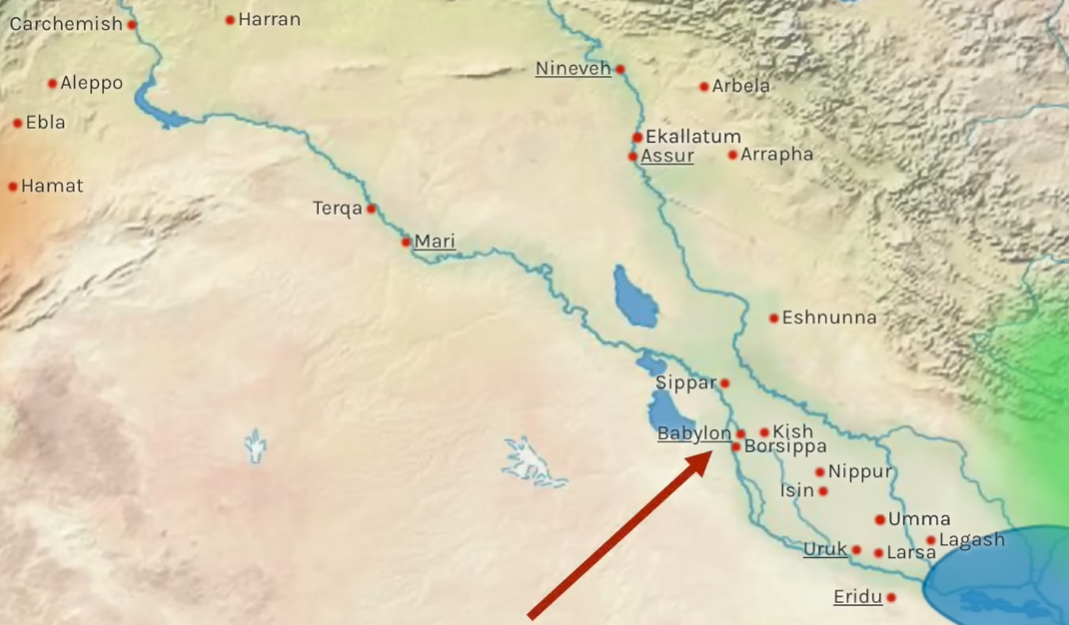 Carchemish
Harran
Nineveh
Aleppo
Arbela
Ebla
Ekallatum
Assur
Arrapha
Hamat
Terqa
Mari
Eshnunna
Sippar
Babylon
Kish
Borsippa
Nippur
Isin
Umma
Lagash
Uruk
Larsa
Eridu